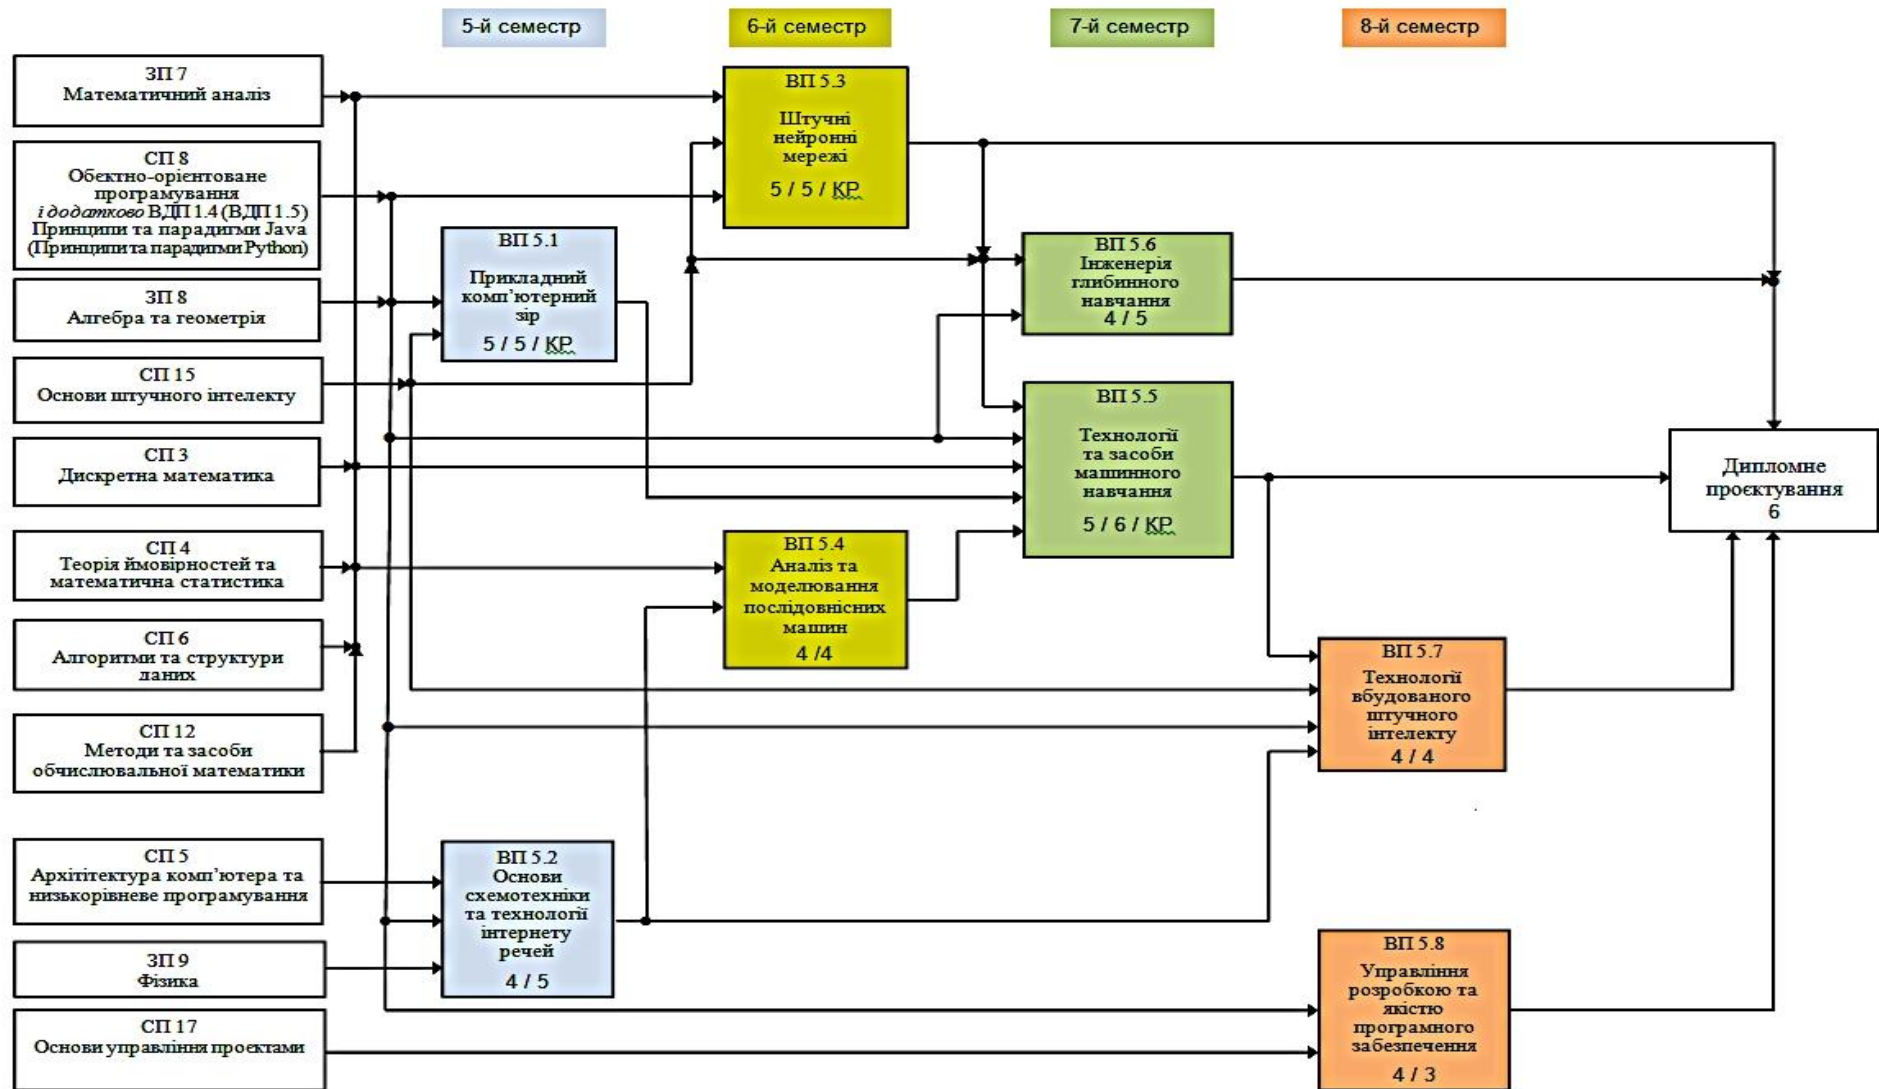 5-й семестр
6-й семестр
7-й семестр
8-й семестр
ЗП 7
Математичний аналіз
СП 8
Обєктно-орієнтоване
програмування
і додатково ВДП 1.4 (ВДП 1.5)
Принципи та парадигми Java
(Принципи та парадигми Python)
ЗП 8
Алгебра та геометрія
СП 15
Основи штучного інтелекту
СП 3
Дискретна математика
СП 4
Теорія ймовірностей та
математична статистика
СП 6
Алгоритми та структури
даних
СП 12
Методи та засоби
обчислювальної математики
СП 5
Архітітектура комп’ютера та
низькорівневе програмування
ЗП 9
Фізика
СП 17
Основи управління проектами
ВП 5.1
Прикладний
комп’ютерний
зір
5 / 5 / КР
ВП 5.2
Основи
схемотехніки
та технології
інтернету
речей
4 / 5
ВП 5.3
Штучні
нейронні
мережі
5 / 5 / КР
ВП 5.4
Аналіз та
моделювання
послідовнісних
машин
4 /4
ВП 5.6
Інженерія
глибинного
навчання
4 / 5
ВП 5.5
Технології
та засоби
машинного
навчання
5 / 6 / КР
ВП 5.7
Технології
вбудованого
штучного
інтелекту
4 / 4
ВП 5.8
Управління
розробкою та
якістю
програмного
забезпечення
4 / 3
Дипломне
проєктування
6